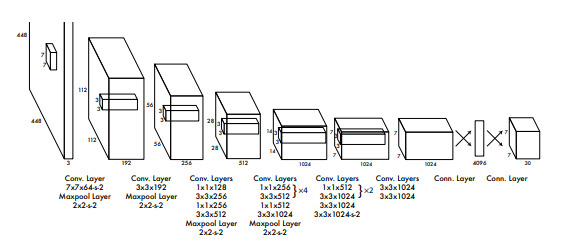 448
448
7
7
3
112
112
3
3
192
56
56
3
3
256
28
28
3
3
512
14
14
3
3
1024
7
7
3
3
1024
7
7
1024
4096
7
7
30
Conv. Layer
7x7x64-s-2
Maxpool Layer
2x2-s-2
Conv. Layer
3x3x192
Maxpool Layer
2x2-s-2
Conv. Layers
1x1x128
3x3x256
1x1x256
3x3x512
Maxpool Layer
2x2-s-2
Conv. Layers
1x1x256
3x3x512
}×4
1x1x512
3x3x1024
Maxpool Layer
2x2-s-2
Conv. Layers
1x1x512
3x3x1024
}×2
3x3x1024
3x3x1024-s-2
Conv. Layers
3x3x1024
3x3x1024
Conn. Layer
Conn. Layer